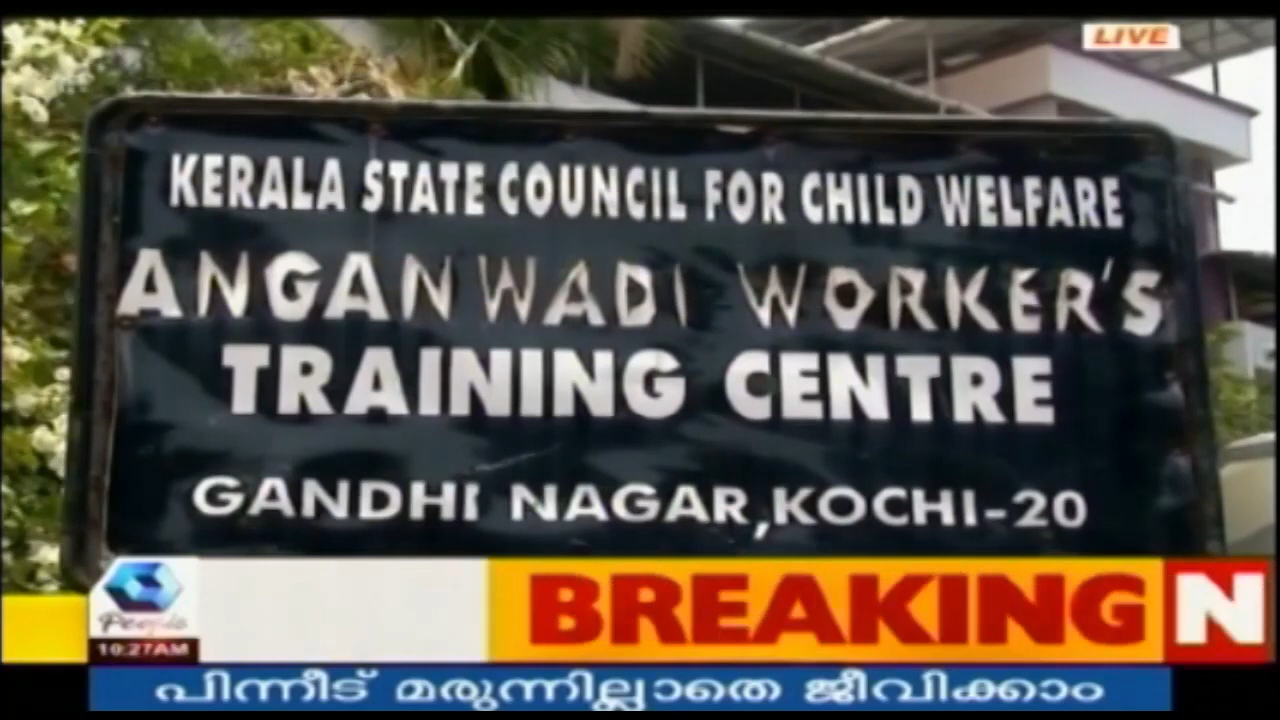 LIVE
KERALA STATE COUNCIL FOR CHILD WELFARE
ANGANWADI WORKER'S
TRAINING CENTRE
GANDHI NAGAR,KOCHI-20
BREAKING N
People
10:27AM
പിന്നീട് മരുന്നില്ലാതെ ജീവിക്കാം